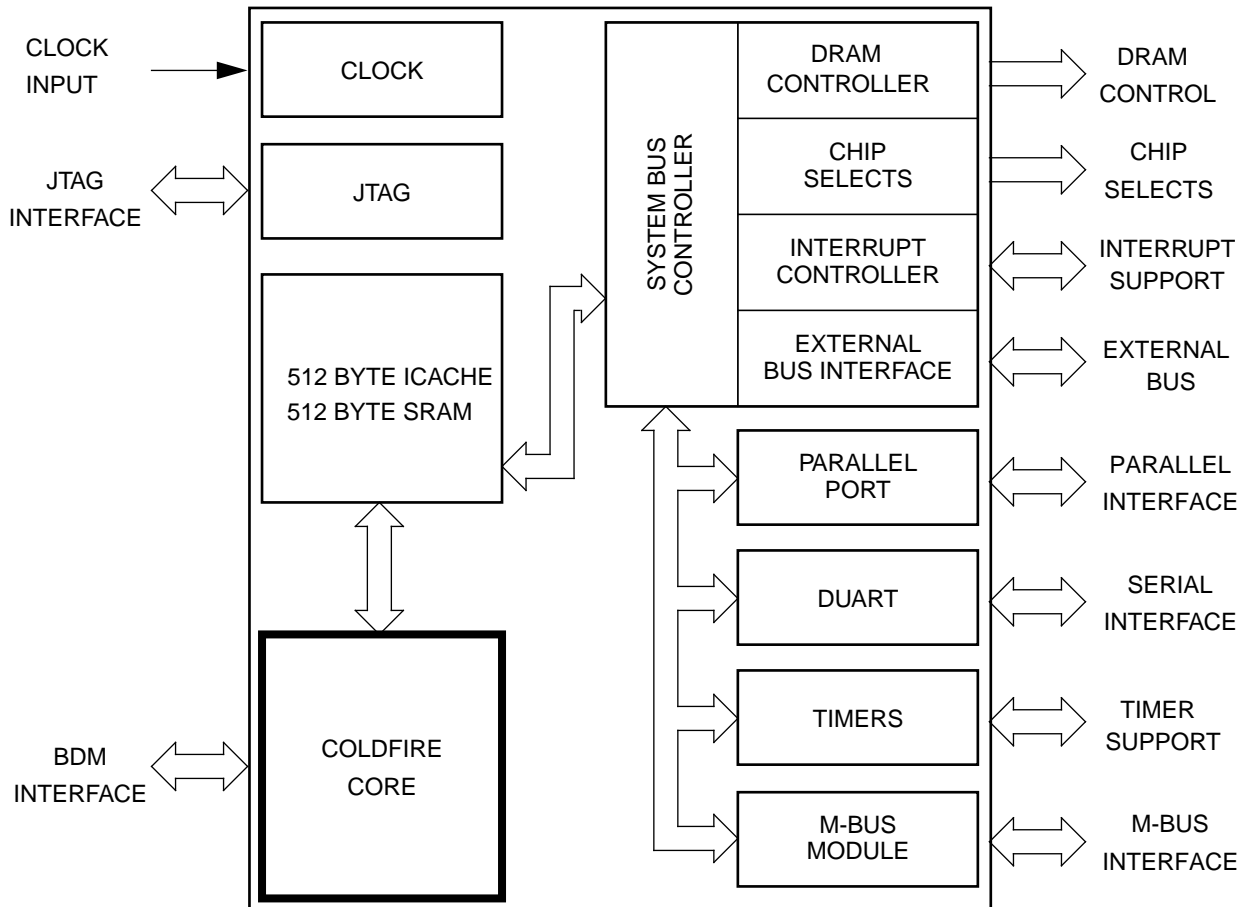 CLOCK
INPUT
CLOCK
JTAG
INTERFACE
JTAG
512 BYTE ICACHE
512 BYTE SRAM
BDM
INTERFACE
COLDFIRE
CORE
SYSTEM BUS
CONTROLLER
DRAM
CONTROLLER
DRAM
CONTROL
CHIP
SELECTS
CHIP
SELECTS
INTERRUPT
CONTROLLER
INTERRUPT
SUPPORT
EXTERNAL
BUS INTERFACE
EXTERNAL
BUS
PARALLEL
PORT
PARALLEL
INTERFACE
DUART
SERIAL
INTERFACE
TIMERS
TIMER
SUPPORT
M-BUS
MODULE
M-BUS
INTERFACE